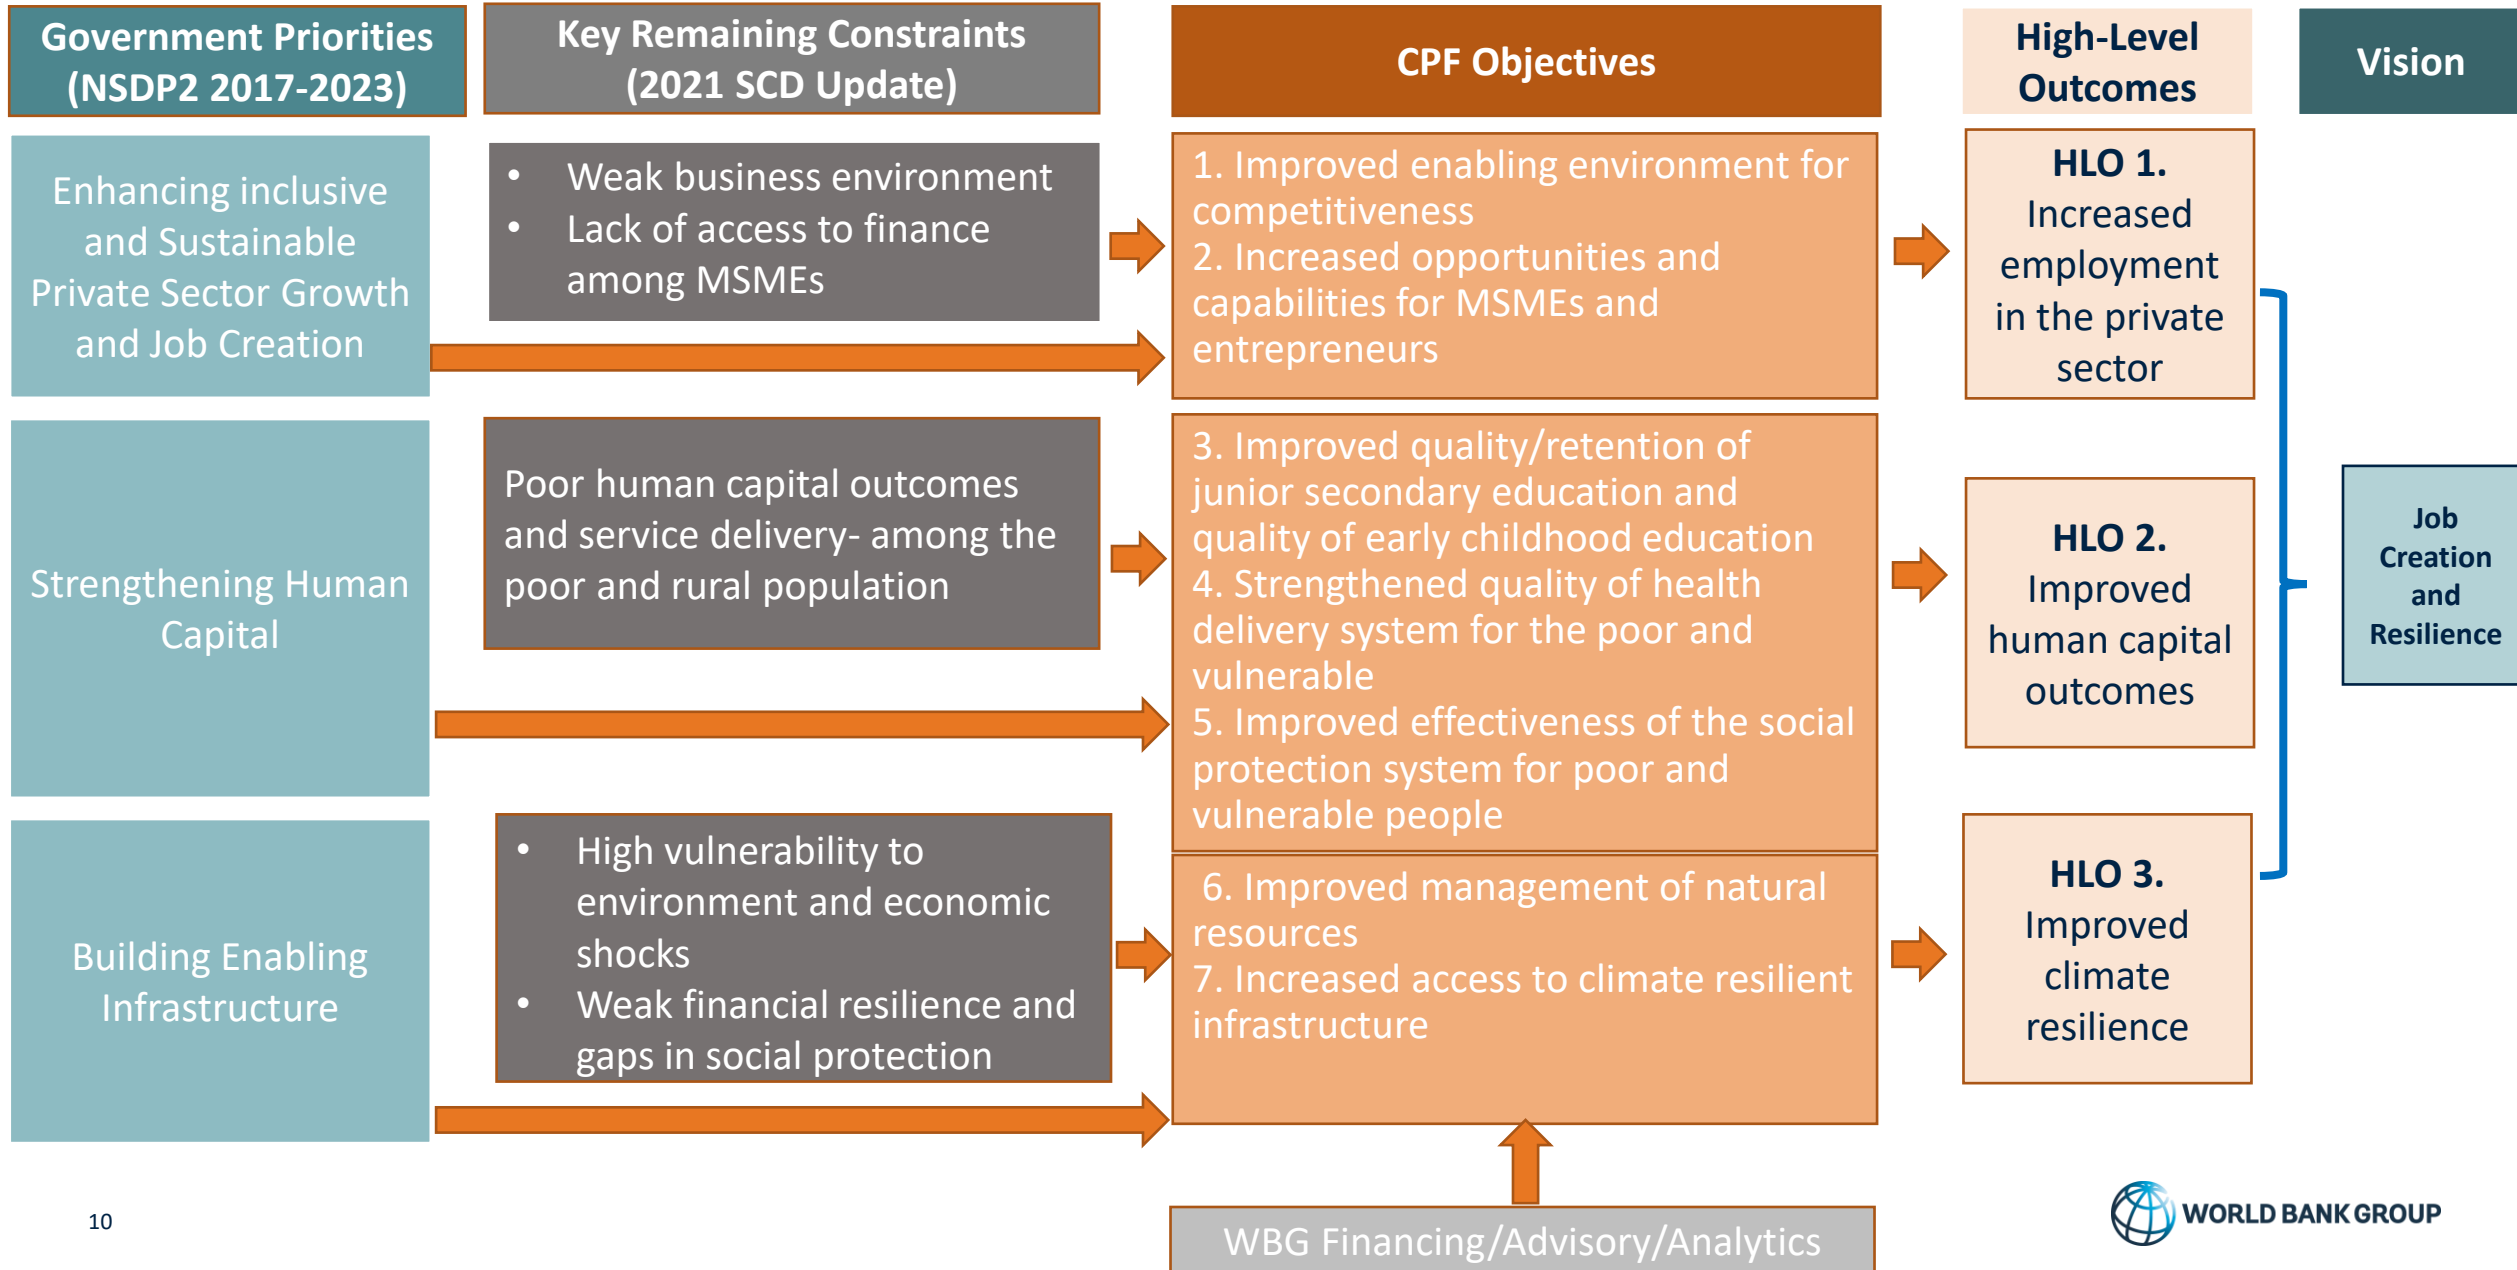 Government Priorities
(NSDP2 2017-2023)
Key Remaining Constraints
(2021 SCD Update)
CPF Objectives
High-Level
Outcomes
Vision
Enhancing inclusive
and Sustainable
Private Sector Growth
and Job Creation
• Weak business environment
• Lack of access to finance
among MSMEs
1. Improved enabling environment for
competitiveness
2. Increased opportunities and
capabilities for MSMEs and
entrepreneurs
HLO 1.
Increased
employment
in the private
sector
Strengthening Human
Capital
Poor human capital outcomes
and service delivery- among the
poor and rural population
3. Improved quality/retention of
junior secondary education and
quality of early childhood education
4. Strengthened quality of health
delivery system for the poor and
vulnerable
5. Improved effectiveness of the social
protection system for poor and
vulnerable people
HLO 2.
Improved
human capital
outcomes
Job
Creation
and
Resilience
Building Enabling
Infrastructure
• High vulnerability to
environment and economic
shocks
• Weak financial resilience and
gaps in social protection
6. Improved management of natural
resources
7. Increased access to climate resilient
infrastructure
HLO 3.
Improved
climate
resilience
WBG Financing/Advisory/Analytics
10
WORLD BANK GROUP